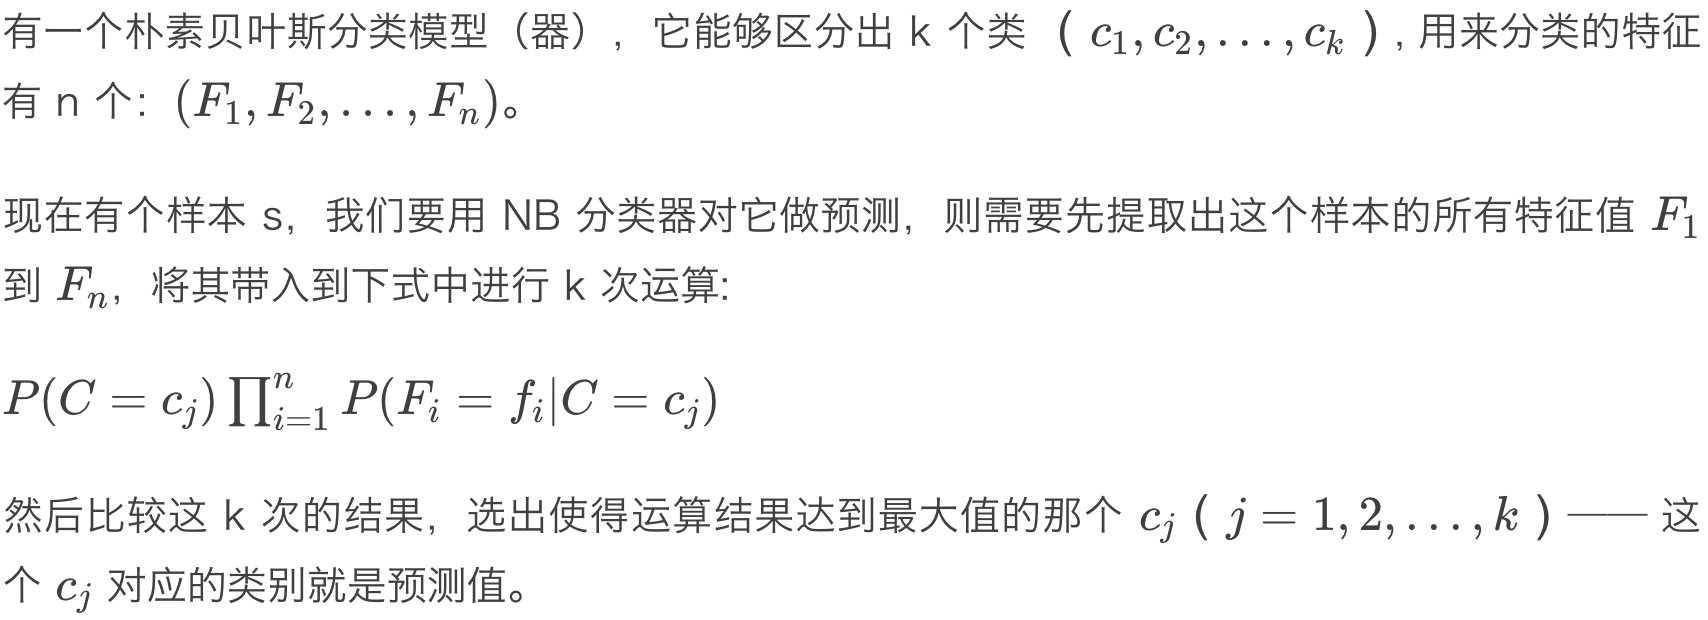 有一个朴素贝叶斯分类模型（器），它能够区分出 k 个类（ $c_1, c_2, \ldots, c_k$ ）, 用来分类的特征
有 n 个：$(F_1, F_2, \ldots, F_n)$。
现在有个样本 s，我们要用 NB 分类器对它做预测，则需要先提取出这个样本的所有特征值 $F_1$
到 $F_n$，将其带入到下式中进行 k 次运算:
$P(C = c_j) \prod_{i=1}^{n} P(F_i = f_i | C = c_j)$
然后比较这 k 次的结果，选出使得运算结果达到最大值的那个 $c_j$ ( $j = 1, 2, \ldots, k$ ) —— 这
个 $c_j$ 对应的类别就是预测值。